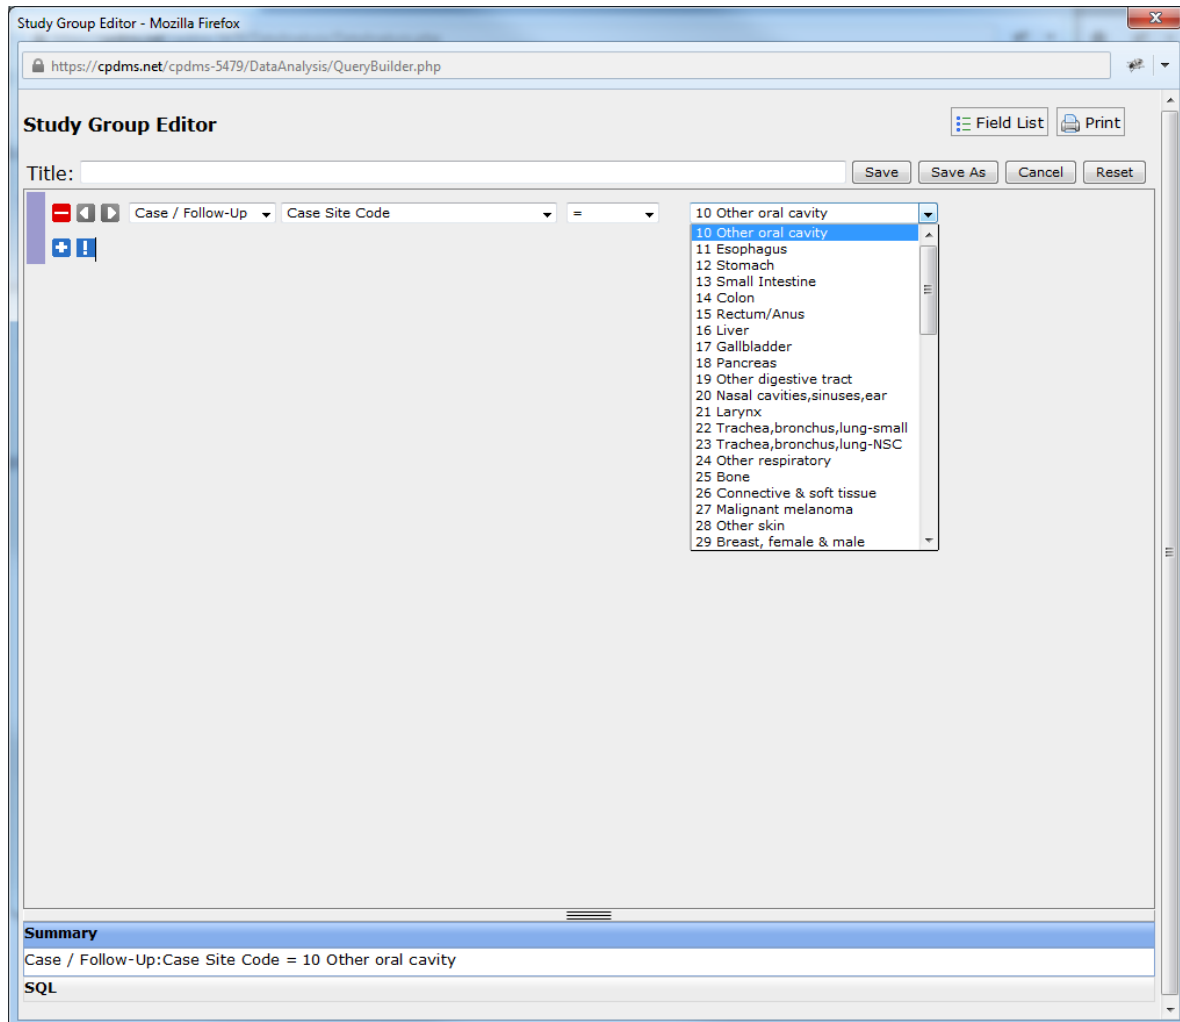 Study Group Editor - Mozilla Firefox
https://cpdms.net/cpdms-5479/DataAnalysis/QueryBuilder.php
Study Group Editor
Field List Print
Title: Save Save As Cancel Reset
Case / Follow-Up Case Site Code = 10 Other oral cavity
10 Other oral cavity
11 Esophagus
12 Stomach
13 Small Intestine
14 Colon
15 Rectum/Anus
16 Liver
17 Gallbladder
18 Pancreas
19 Other digestive tract
20 Nasal cavities,sinuses,ear
21 Larynx
22 Trachea,bronchus,lung-small
23 Trachea,bronchus,lung-NSC
24 Other respiratory
25 Bone
26 Connective & soft tissue
27 Malignant melanoma
28 Other skin
29 Breast, female & male
Summary
Case / Follow-Up:Case Site Code = 10 Other oral cavity
SQL